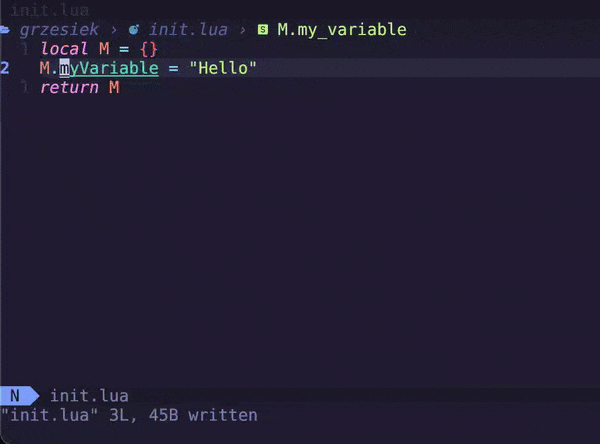 init.lua
grzesiek › init.lua › M.my_variable
1 local M = {}
2 M.myVariable = "Hello"
1 return M
N init.lua
"init.lua" 3L, 45B written